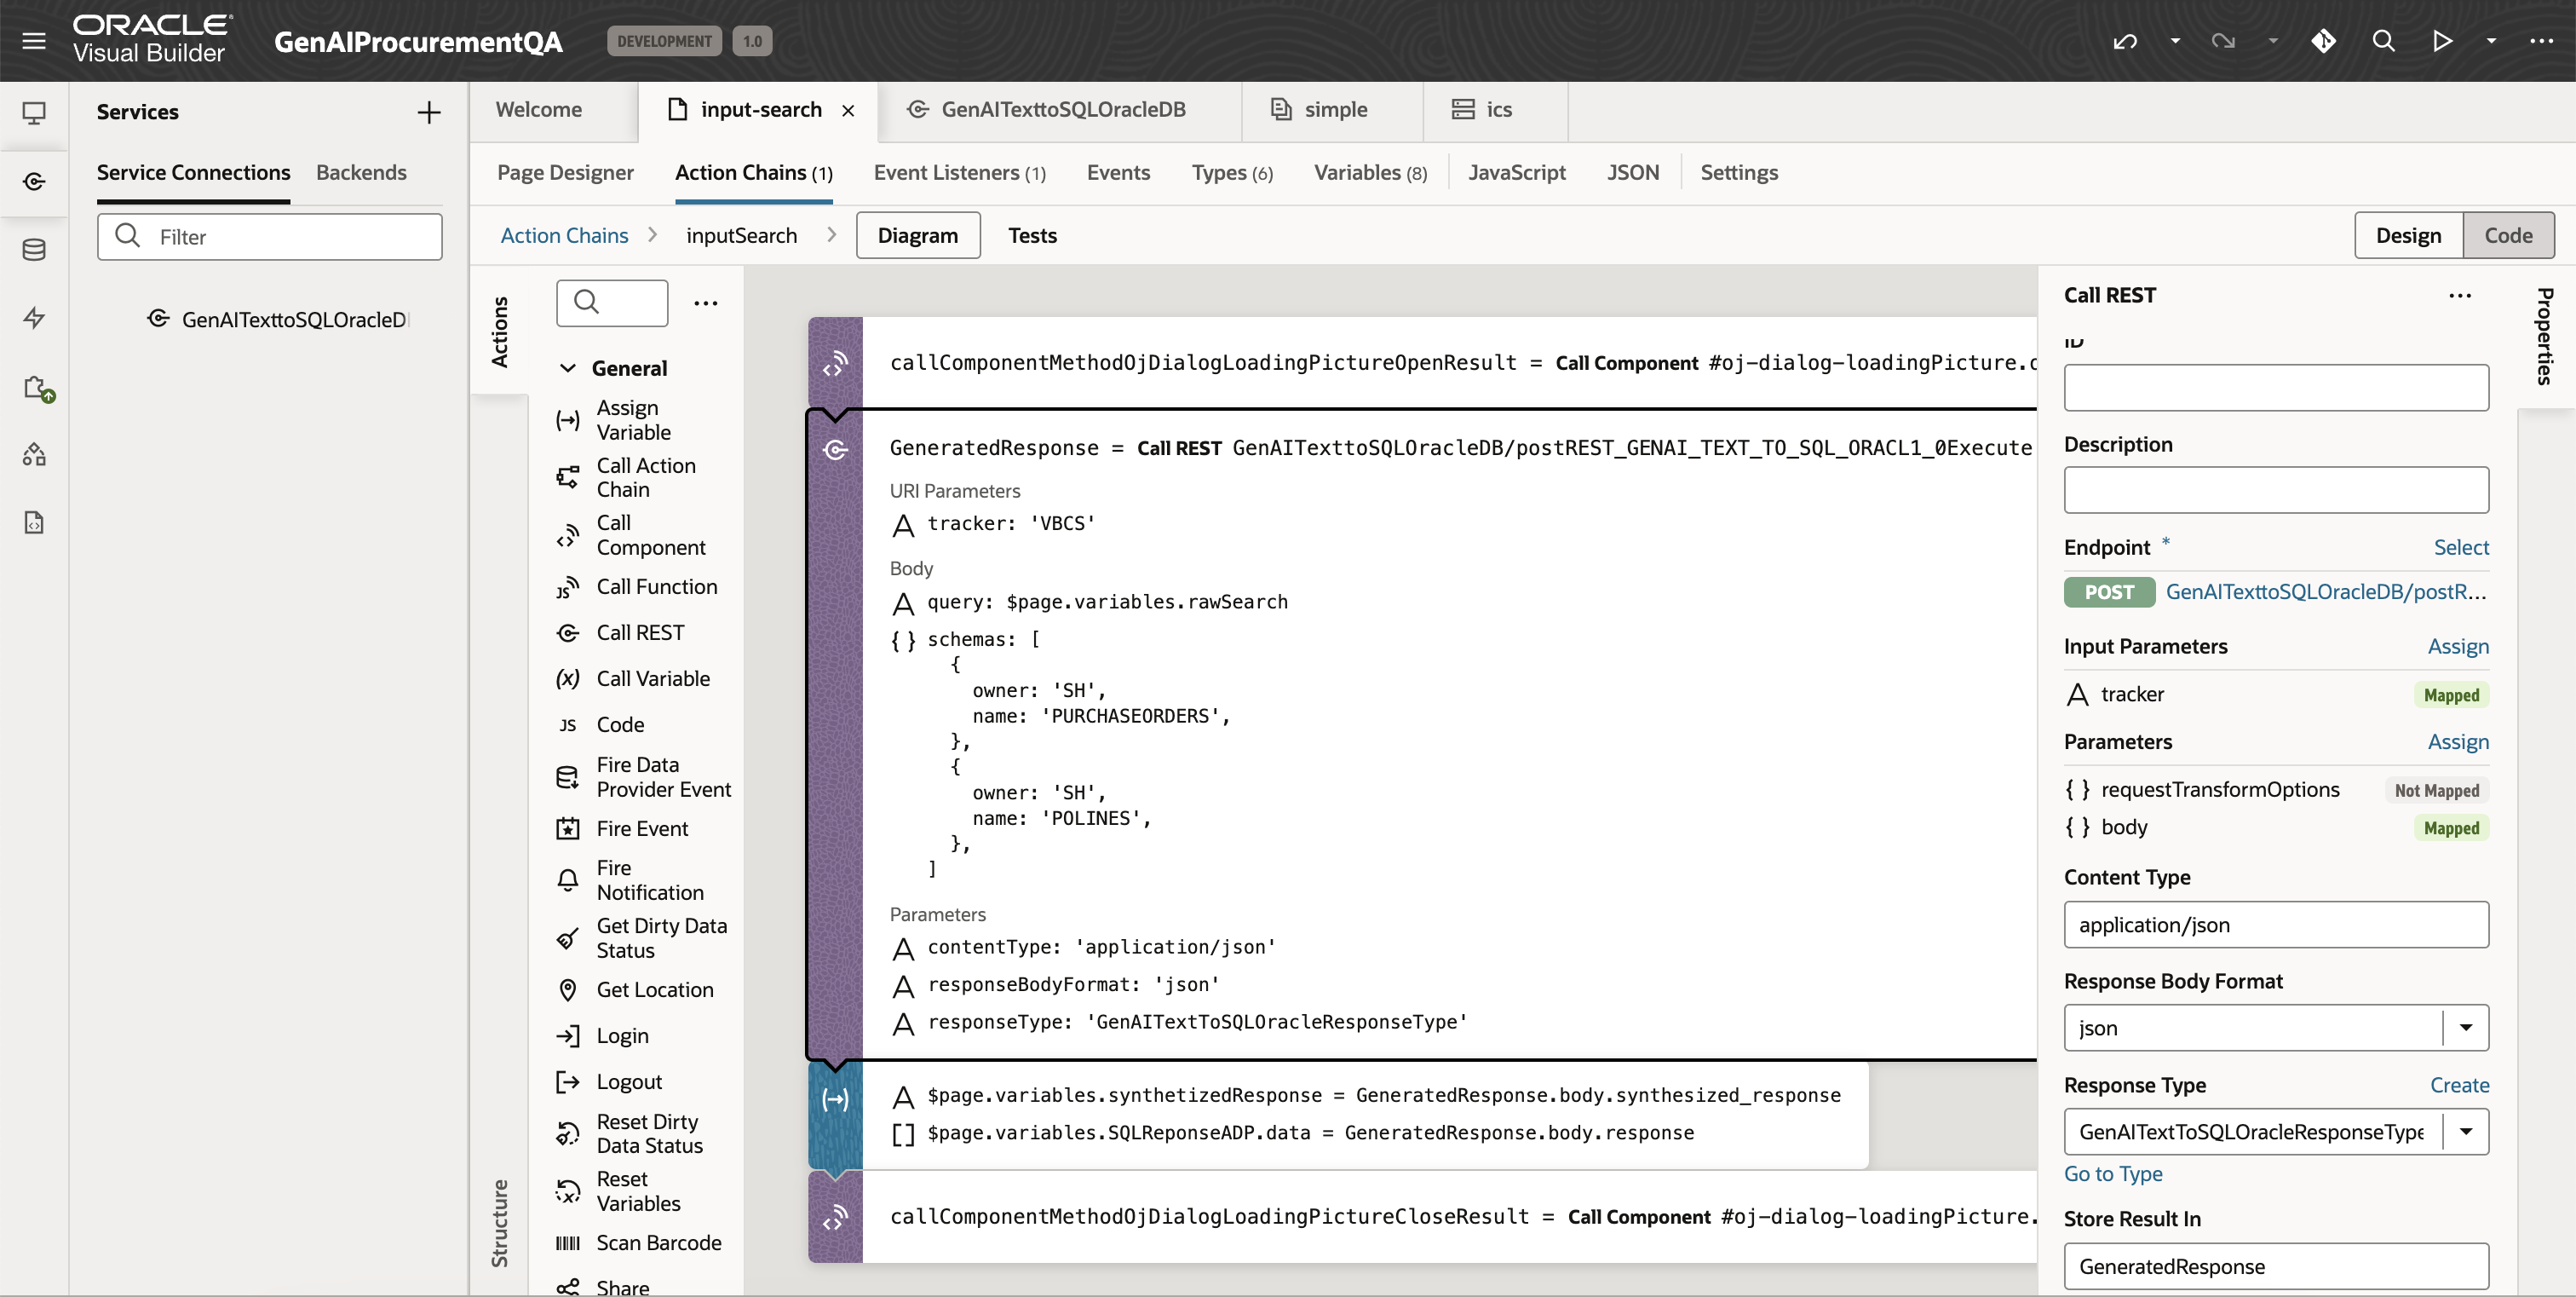 ORACLE
Visual Builder
GenAIProcurementQA
DEVELOPMENT
1.0
Services
Service Connections
Backends
Filter
GenAITexttoSQLOracleD
Welcome
input-search
GenAITexttoSQLOracleDB
simple
ics
Page Designer
Action Chains (1)
Event Listeners (1)
Events
Types (6)
Variables (8)
JavaScript
JSON
Settings
Action Chains
inputSearch
Diagram
Tests
Design
Code
Actions
Structure
General
Assign
Variable
Call Action
Chain
Call
Component
Call Function
Call REST
Call Variable
JS
Code
Fire Data
Provider Event
Fire Event
Fire
Notification
Get Dirty Data
Status
Get Location
Login
Logout
Reset Dirty
Data Status
Reset
Variables
Scan Barcode
Share
callComponentMethodOjDialogLoadingPictureOpenResult = Call Component #oj-dialog-loadingPicture.
GeneratedResponse = Call REST GenAITexttoSQLOracleDB/postREST_GENAI_TEXT_TO_SQL_ORACL1_0Execute
URI Parameters
tracker: 'VBCS'
Body
query: $page.variables.rawSearch
{ } schemas: [
{
owner: 'SH',
name: 'PURCHASEORDERS',
},
{
owner: 'SH',
name: 'POLINES',
},
]
Parameters
contentType: 'application/json'
responseBodyFormat: 'json'
responseType: 'GenAITextToSQLOracleResponseType'
$page.variables.synthetizedResponse = GeneratedResponse.body.synthesized_response
[ ] $page.variables.SQLReponseADP.data = GeneratedResponse.body.response
callComponentMethodOjDialogLoadingPictureCloseResult = Call Component #oj-dialog-loadingPicture.
Call REST
ID
Description
Endpoint *
Select
POST
GenAITexttoSQLOracleDB/postR...
Input Parameters
Assign
tracker
Mapped
Parameters
Assign
{ } requestTransformOptions
Not Mapped
{ } body
Mapped
Content Type
application/json
Response Body Format
json
Response Type
Create
GenAITextToSQLOracleResponseType
Go to Type
Store Result In
GeneratedResponse
Properties